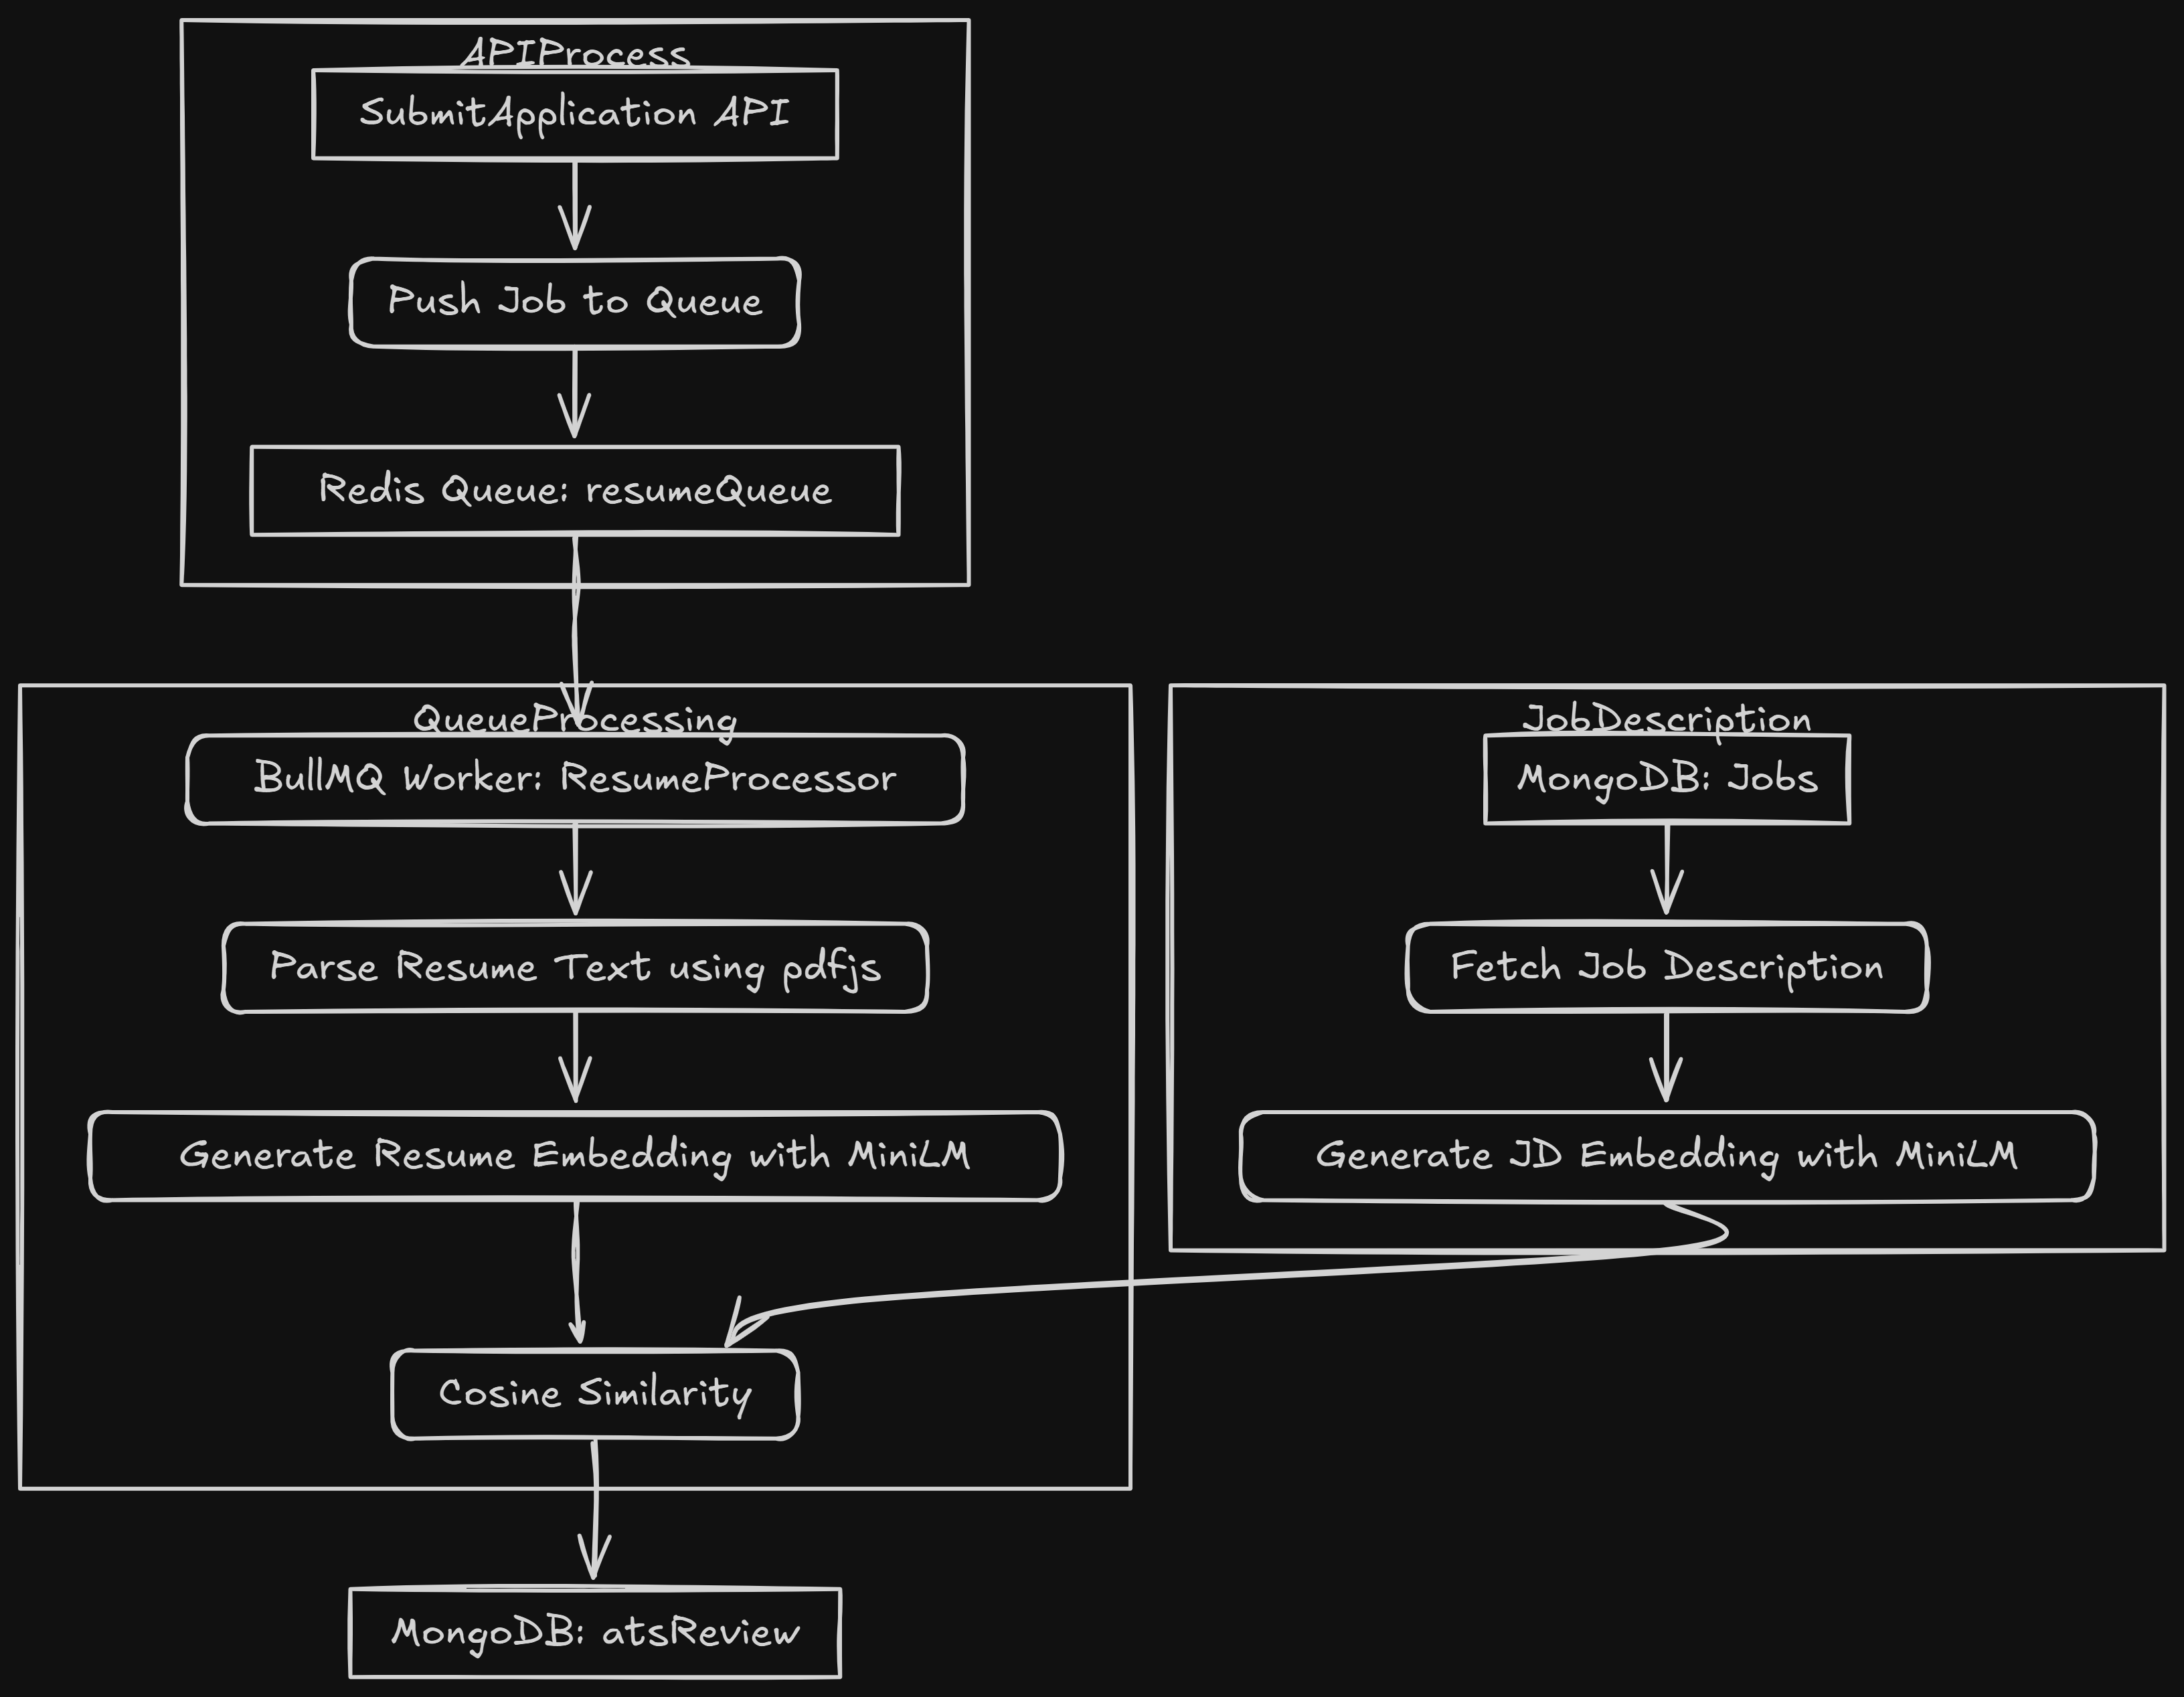 APIProcess
SubmitApplication API
Push Job to Queue
Redis Queue: resumeQueue
QueueProcessing
BullMQ Worker: ResumeProcessor
Parse Resume Text using pdfjs
Generate Resume Embedding with MiniLM
JobDescription
MongoDB: Jobs
Fetch Job Description
Generate JD Embedding with MiniLM
Cosine Similarity
MongoDB: atsReview